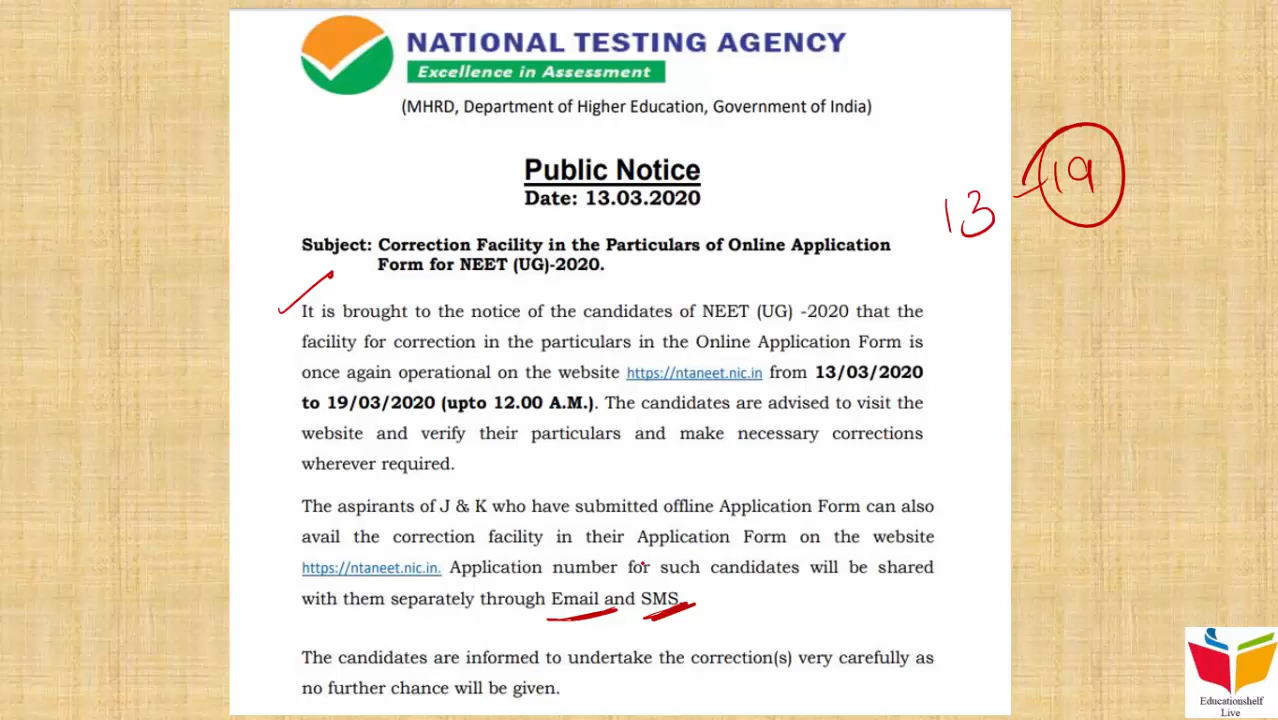 NATIONAL TESTING AGENCY
Excellence in Assessment
(MHRD, Department of Higher Education, Government of India)
Public Notice
Date: 13.03.2020
13 - 19
Subject: Correction Facility in the Particulars of Online Application
Form for NEET (UG)-2020.
It is brought to the notice of the candidates of NEET (UG) -2020 that the
facility for correction in the particulars in the Online Application Form is
once again operational on the website https://ntaneet.nic.in from 13/03/2020
to 19/03/2020 (upto 12.00 A.M.). The candidates are advised to visit the
website and verify their particulars and make necessary corrections
wherever required.
The aspirants of J & K who have submitted offline Application Form can also
avail the correction facility in their Application Form on the website
https://ntaneet.nic.in. Application number for such candidates will be shared
with them separately through Email and SMS.
The candidates are informed to undertake the correction(s) very carefully as
no further chance will be given.
Educationshelf
Live